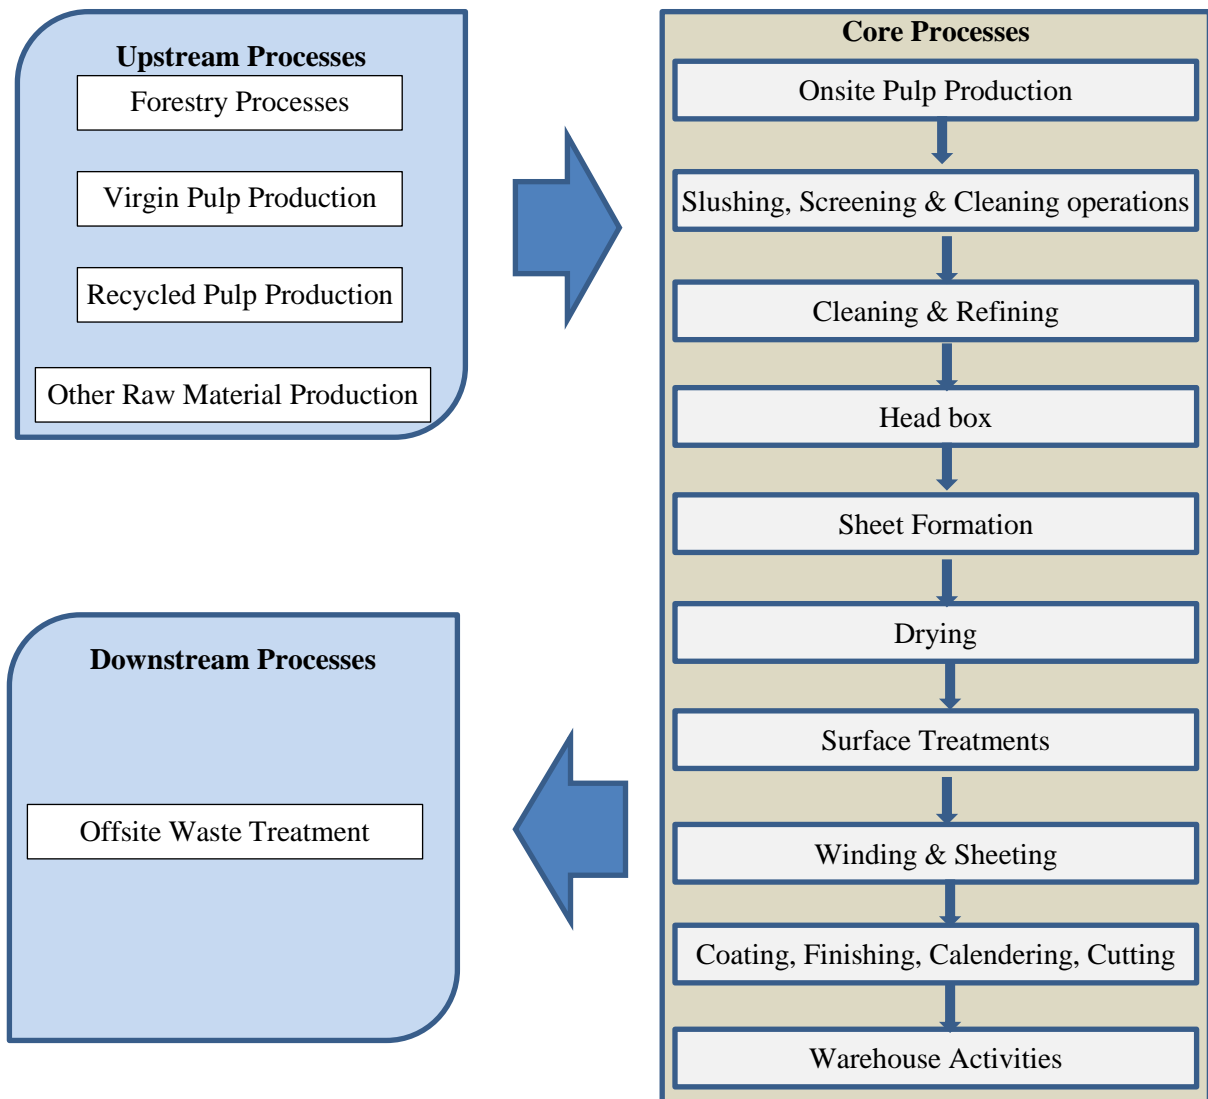 Upstream Processes
Forestry Processes
Virgin Pulp Production
Recycled Pulp Production
Other Raw Material Production
Core Processes
Onsite Pulp Production
Slushing, Screening & Cleaning operations
Cleaning & Refining
Head box
Sheet Formation
Drying
Surface Treatments
Winding & Sheeting
Coating, Finishing, Calendering, Cutting
Warehouse Activities
Downstream Processes
Offsite Waste Treatment